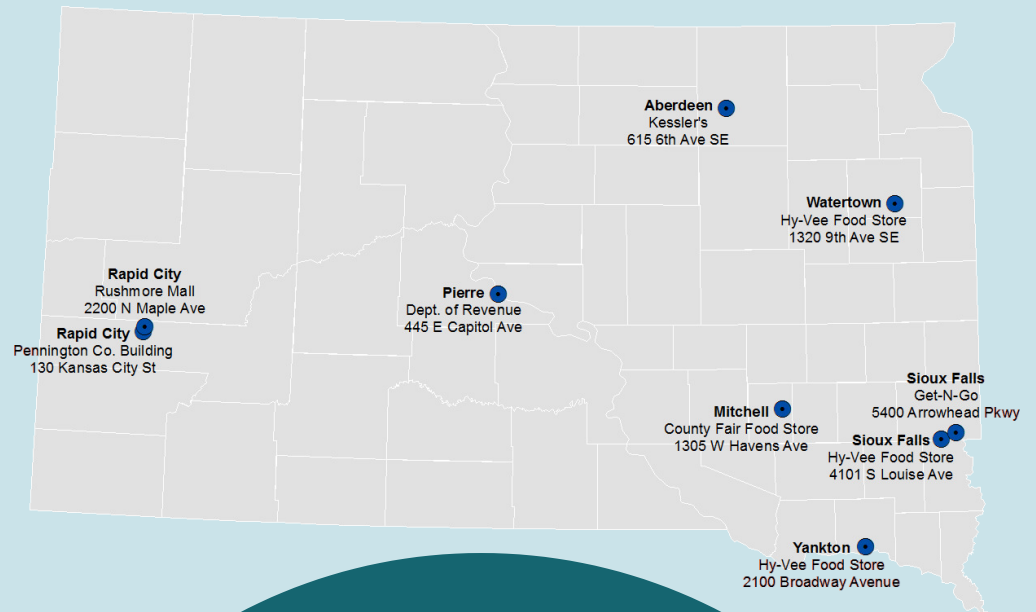 Aberdeen
Kessler's
615 6th Ave SE
Watertown
Hy-Vee Food Store
1320 9th Ave SE
Rapid City
Rushmore Mall
2200 N Maple Ave
Rapid City
Pennington Co. Building
130 Kansas City St
Pierre
Dept. of Revenue
445 E Capitol Ave
Sioux Falls
Get-N-Go
5400 Arrowhead Pkwy
Mitchell
County Fair Food Store
1305 W Havens Ave
Sioux Falls
Hy-Vee Food Store
4101 S Louise Ave
Yankton
Hy-Vee Food Store
2100 Broadway Avenue